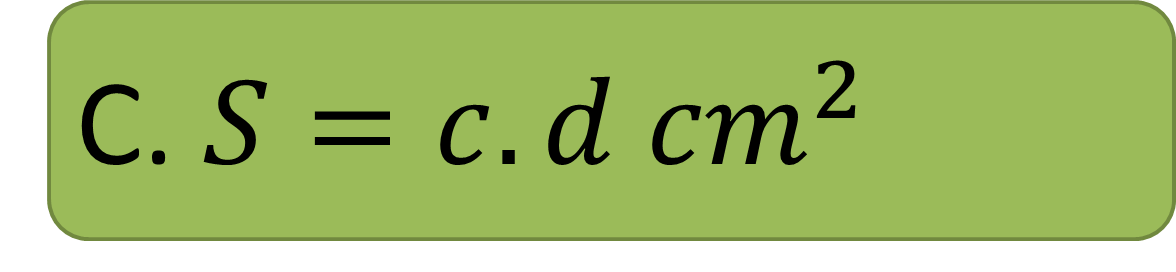 C. S = c.d cm²